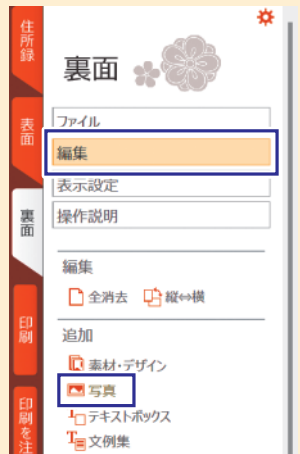 住所録
表面
裏面
印刷
印刷を注
裏面
ファイル
編集
表示設定
操作説明
編集
全消去 縦⇔横
追加
素材・デザイン
写真
テキストボックス
文例集